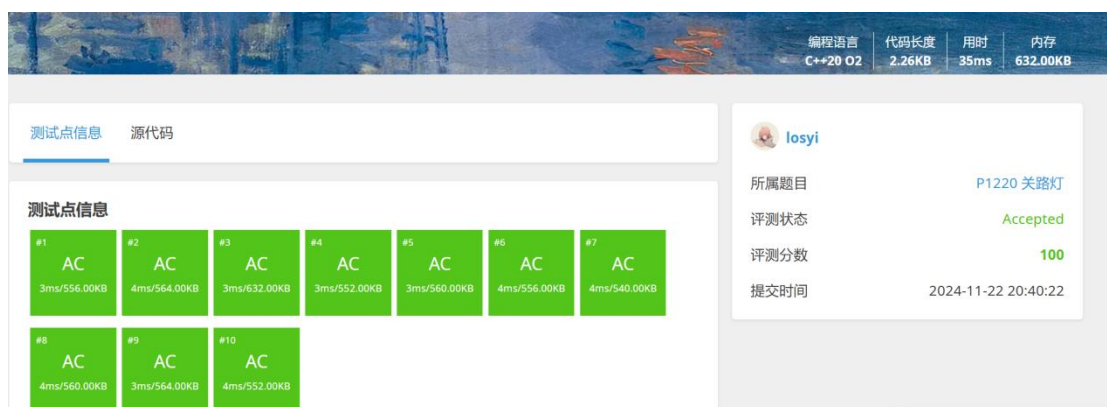 编程语言 代码长度 用时 内存
C++20 O2 2.26KB 35ms 632.00KB
测试点信息 源代码
losyi
所属题目 P1220 关路灯
评测状态 Accepted
评测分数 100
提交时间 2024-11-22 20:40:22
测试点信息
#1 #2 #3 #4 #5 #6 #7
AC AC AC AC AC AC AC
3ms/556.00KB 4ms/564.00KB 3ms/632.00KB 3ms/552.00KB 3ms/560.00KB 4ms/556.00KB 4ms/540.00KB
#8 #9 #10
AC AC AC
4ms/560.00KB 3ms/564.00KB 4ms/552.00KB